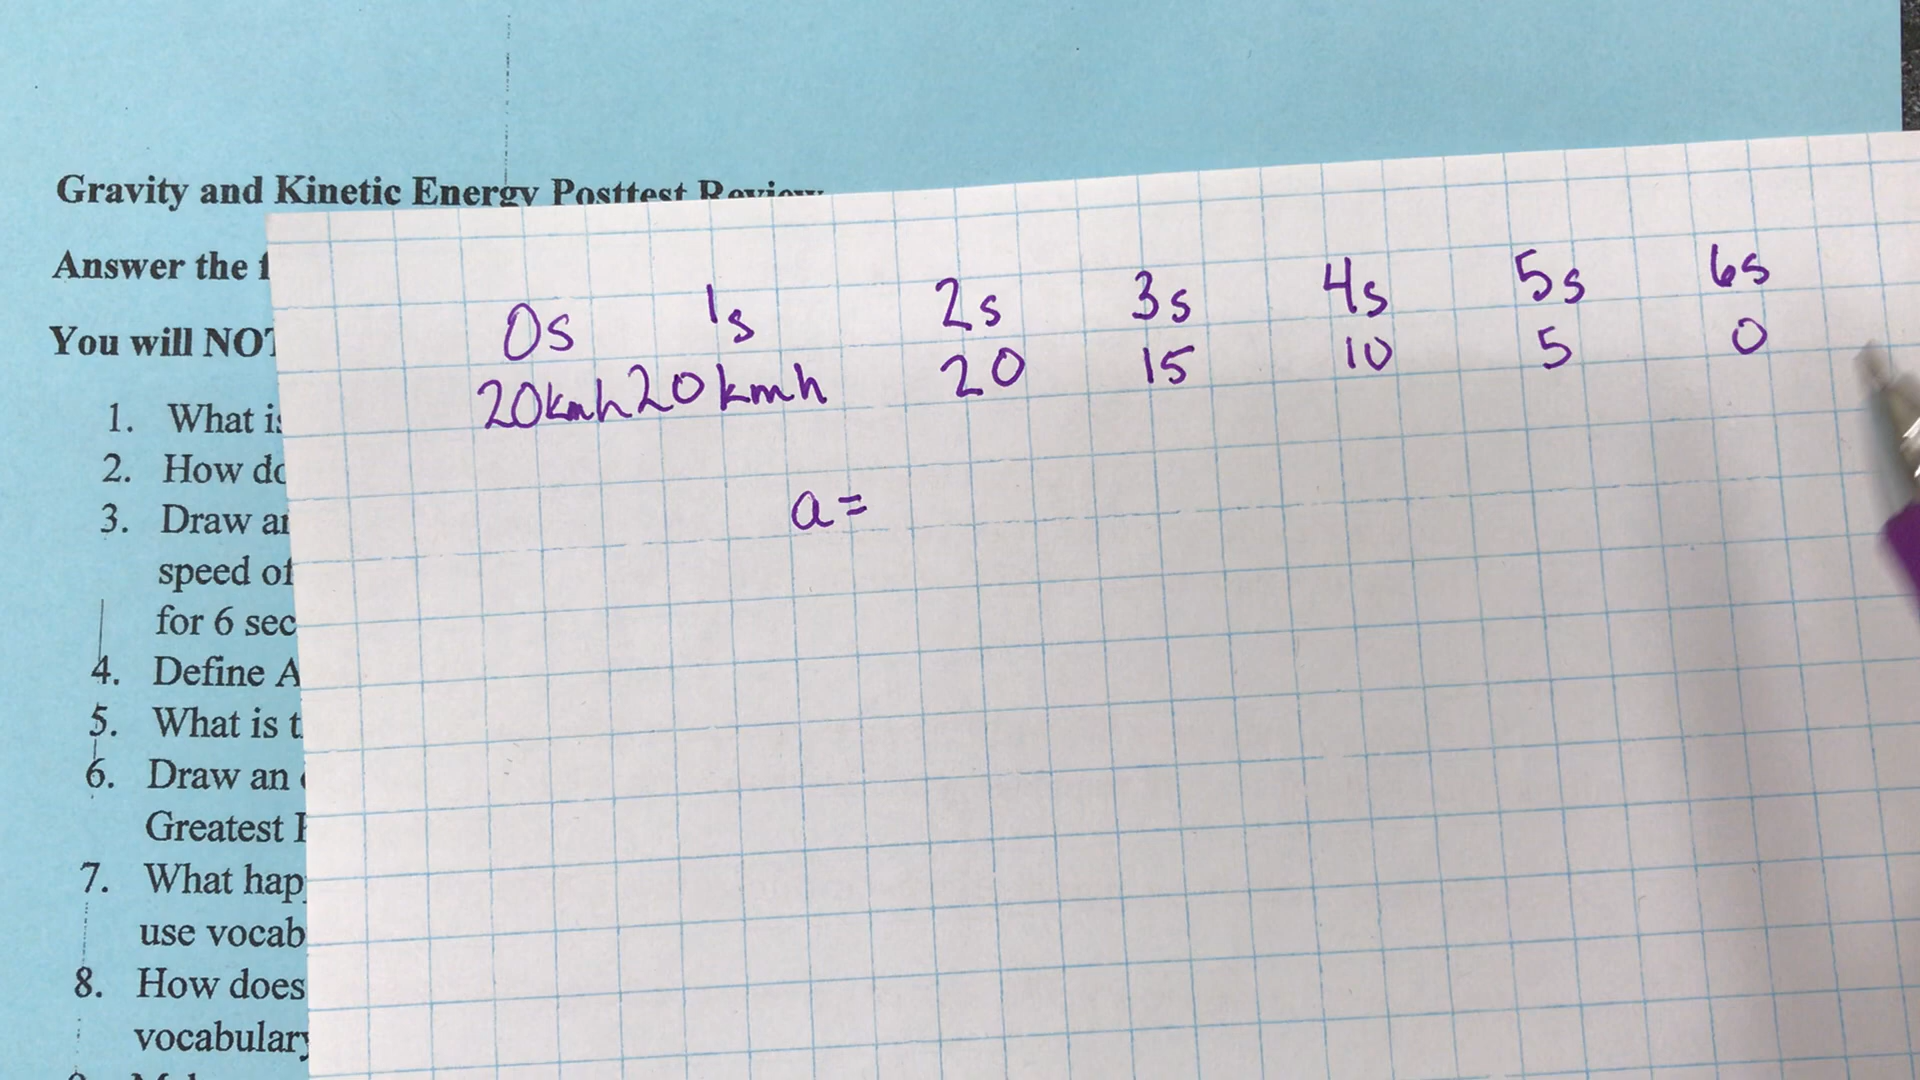 Gravity and Kinetic Energy Posttest Review
Answer the
You will NOT
1. What is
2. How do
3. Draw an
speed of
for 6 sec
4. Define A
5. What is t
6. Draw an
Greatest
7. What hap
use vocab
8. How does
vocabulary
0s 1s 2s 3s 4s 5s 6s
20kmh 20kmh 20 15 10 5 0
a=